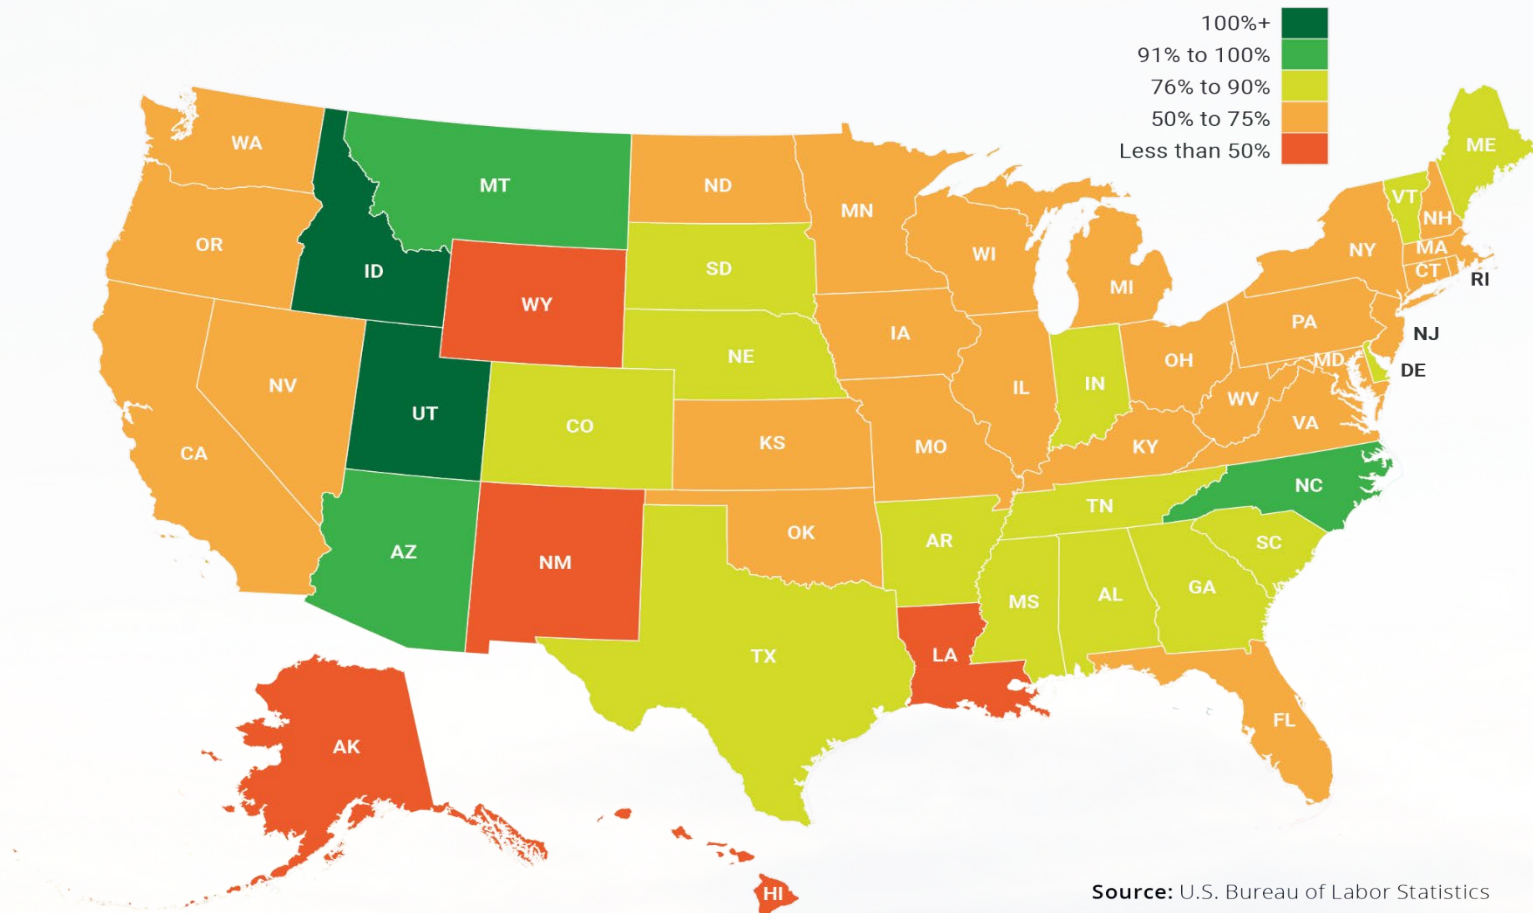 100%+
91% to 100%
76% to 90%
50% to 75%
Less than 50%
WA
MT
ND
MN
ME
VT
NH
OR
ID
SD
WI
MI
NY
MA
CT
RI
WY
IA
PA
NJ
NE
OH
MD
DE
NV
UT
CO
IL
IN
WV
VA
CA
KS
MO
KY
NC
AZ
NM
OK
AR
TN
SC
MS
AL
GA
TX
LA
FL
AK
HI
Source: U.S. Bureau of Labor Statistics